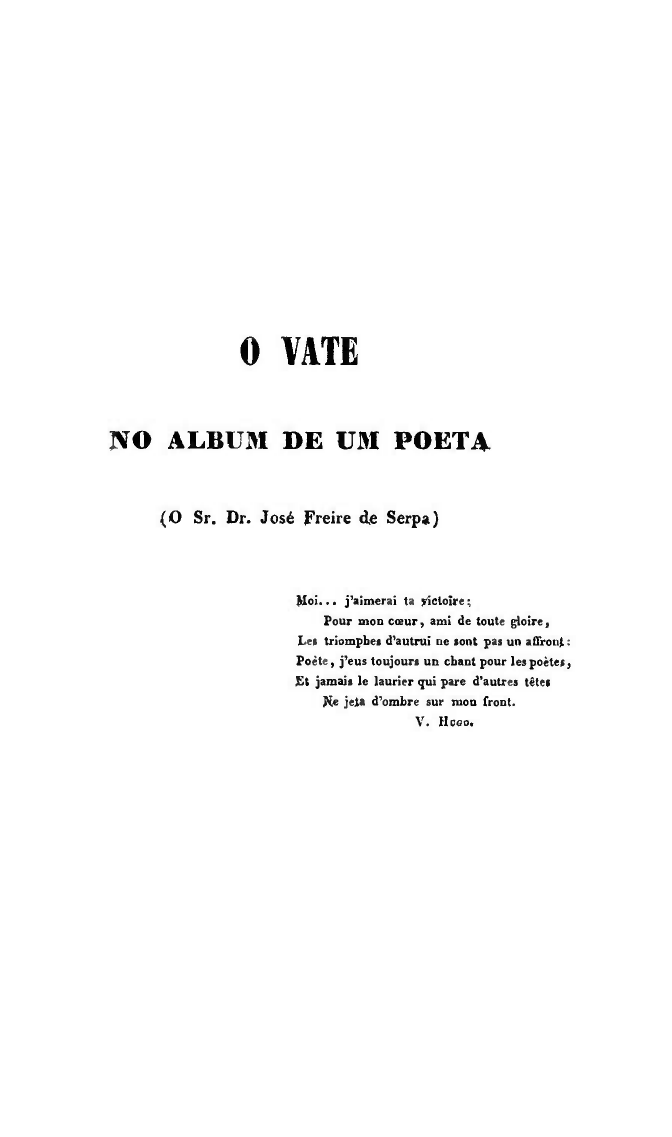 O VATE
NO ALBUM DE UM POETA
(O Sr. Dr. José Freire de Serpa)
Moi... j'aimerai ta victoire;
Pour mon cœur, ami de toute gloire,
Les triomphes d'autrui ne sont pas un affront:
Poète, j'eus toujours un chant pour les poètes,
Et jamais le laurier qui pare d'autres têtes
Ne jeta d'ombre sur mon front.
V. Hugo.